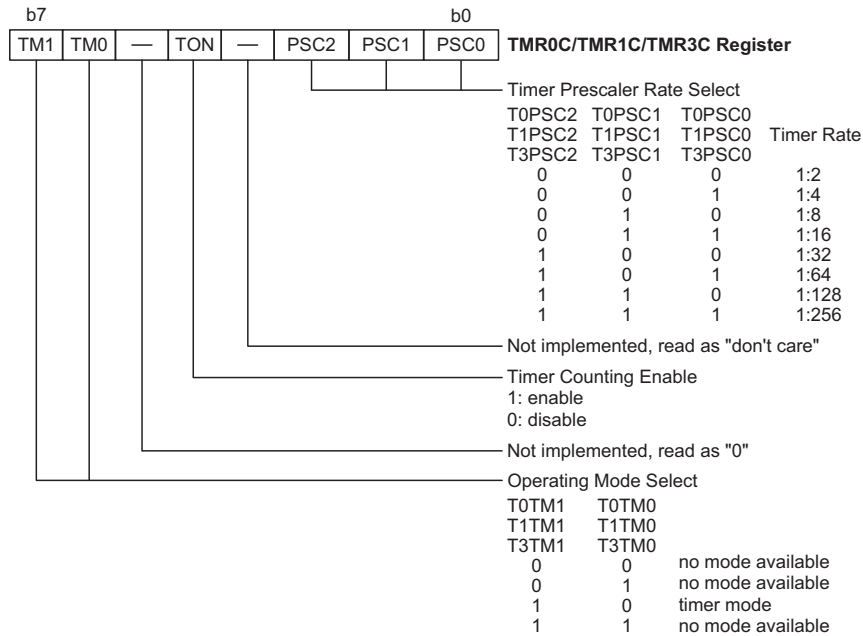 b7 b0
TM1 TM0 — TON — PSC2 PSC1 PSC0 TMR0C/TMR1C/TMR3C Register
Timer Prescaler Rate Select
T0PSC2 T0PSC1 T0PSC0
T1PSC2 T1PSC1 T1PSC0 Timer Rate
T3PSC2 T3PSC1 T3PSC0
0 0 0 1:2
0 0 1 1:4
0 1 0 1:8
0 1 1 1:16
1 0 0 1:32
1 0 1 1:64
1 1 0 1:128
1 1 1 1:256
Not implemented, read as "don't care"
Timer Counting Enable
1: enable
0: disable
Not implemented, read as "0"
Operating Mode Select
T0TM1 T0TM0
T1TM1 T1TM0
T3TM1 T3TM0
0 0 no mode available
0 1 no mode available
1 0 timer mode
1 1 no mode available